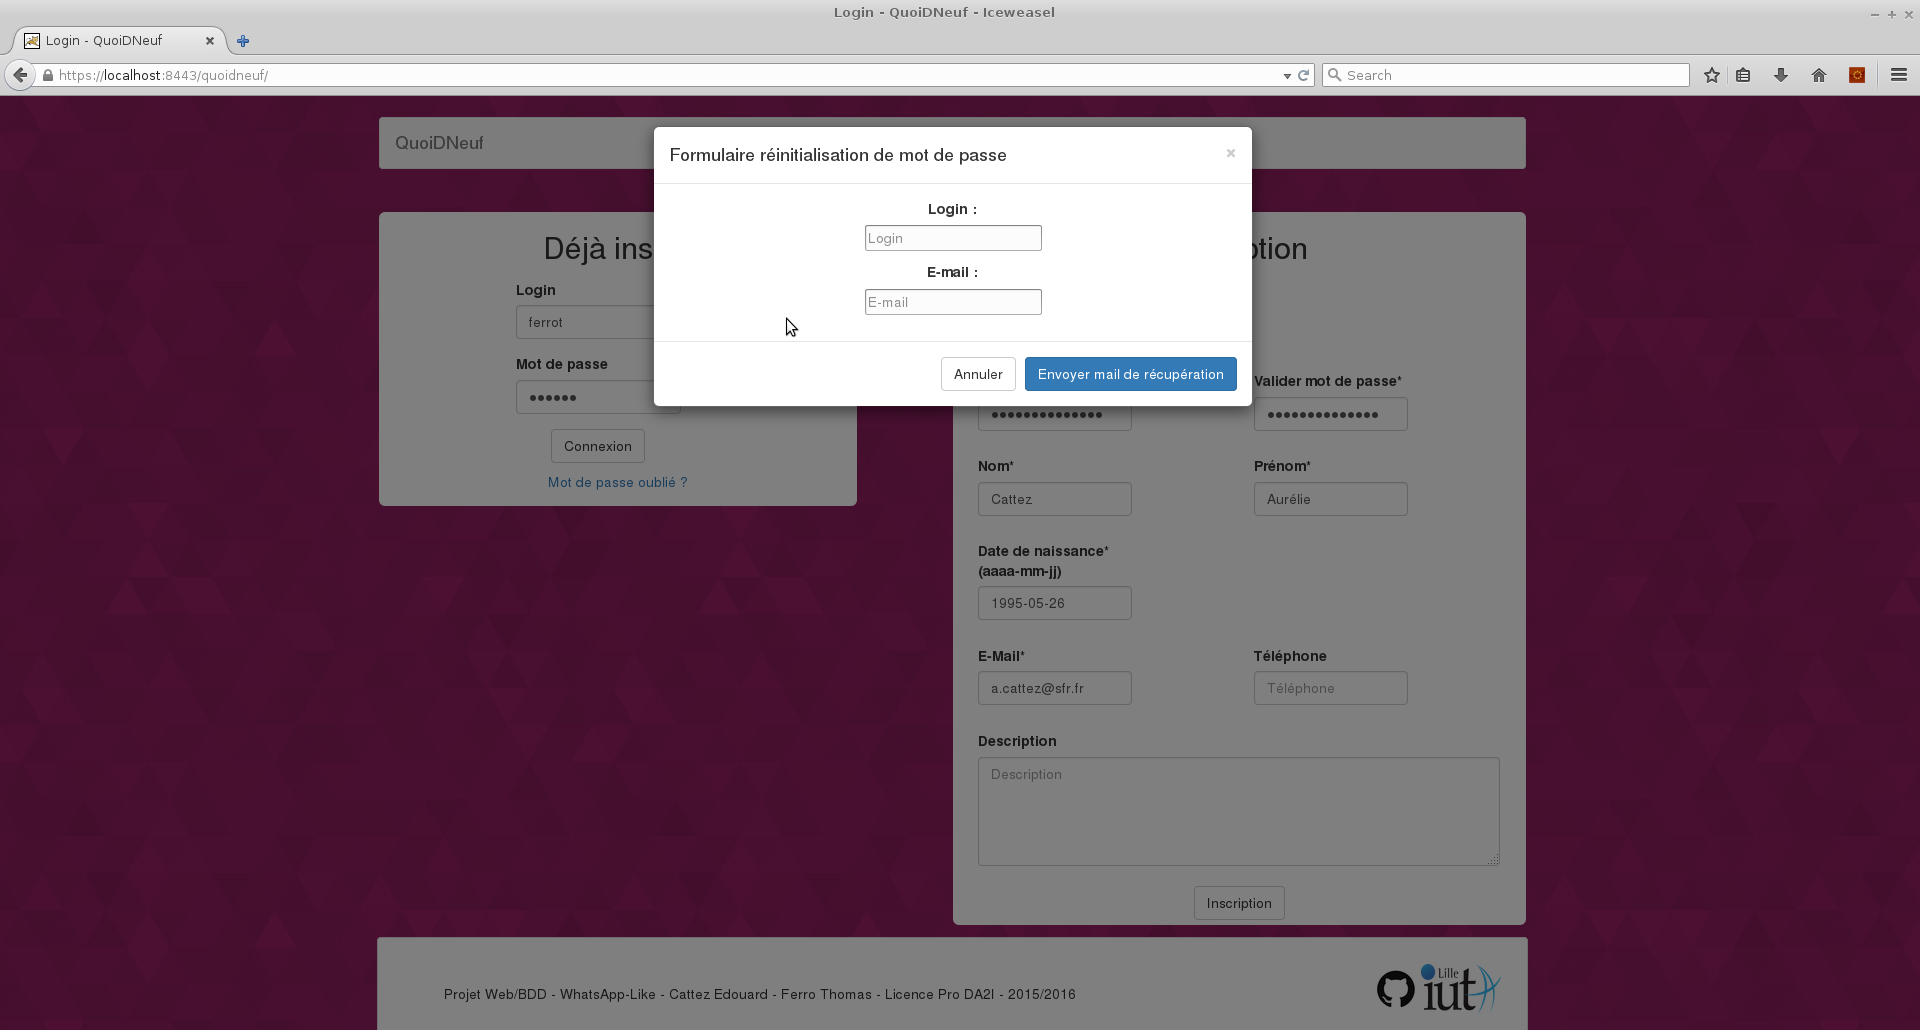 Login - QuoiDNeuf - Iceweasel
Login - QuoiDNeuf
https://localhost:8443/quoidneuf/
Search
QuoiDNeuf
Formulaire réinitialisation de mot de passe
Login :
Login
E-mail :
E-mail
Annuler
Envoyer mail de récupération
Déjà ins
Login
ferrot
Mot de passe
••••••
Connexion
Mot de passe oublié ?
ption
Valider mot de passe*
••••••••••••••
••••••••••••••
Nom*
Prénom*
Cattez
Aurélie
Date de naissance*
(aaaa-mm-jj)
1995-05-26
E-Mail*
Téléphone
a.cattez@sfr.fr
Téléphone
Description
Description
Inscription
Projet Web/BDD - WhatsApp-Like - Cattez Edouard - Ferro Thomas - Licence Pro DA2I - 2015/2016
Lille
iut